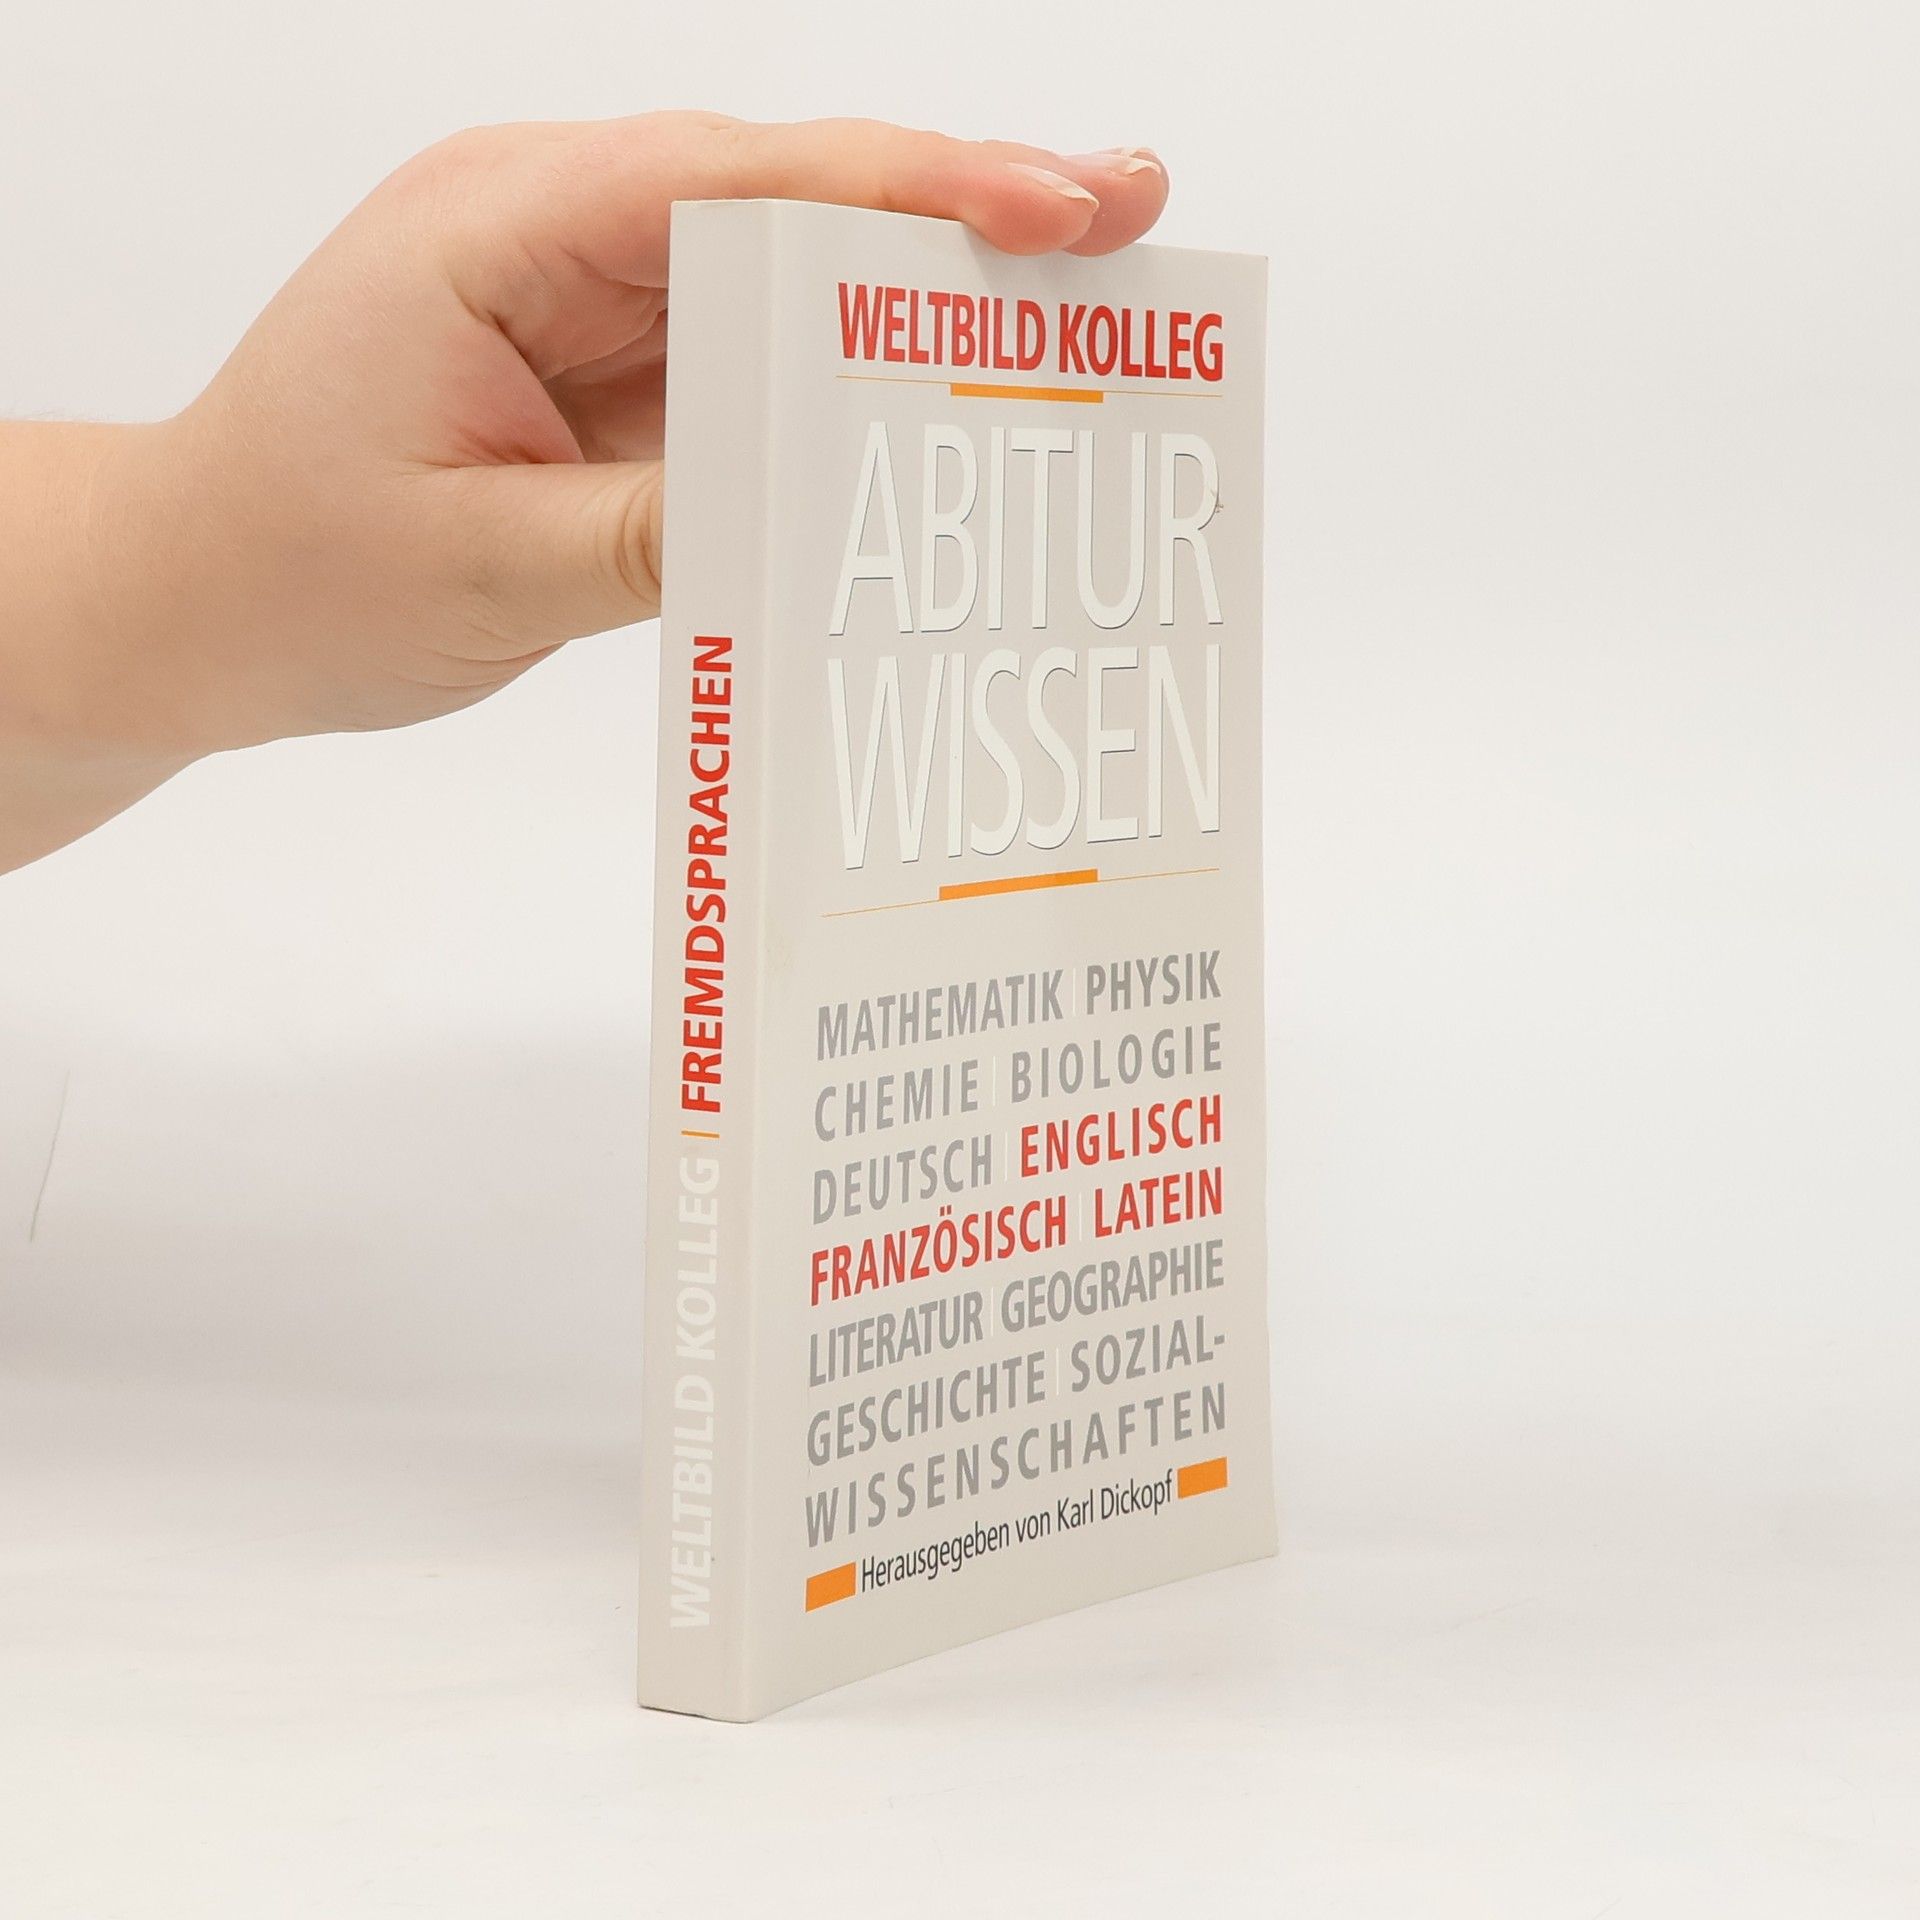 WELTBILD KOLLEG | FREMDSPRACHEN
WELTBILD KOLLEG
ABITUR
WISSEN
MATHEMATIK | PHYSIK
CHEMIE | BIOLOGIE
DEUTSCH | ENGLISCH
FRANZÖSISCH | LATEIN
LITERATUR | GEOGRAPHIE
GESCHICHTE | SOZIAL-
WISSENSCHAFTEN
Herausgegeben von Karl Dickopf